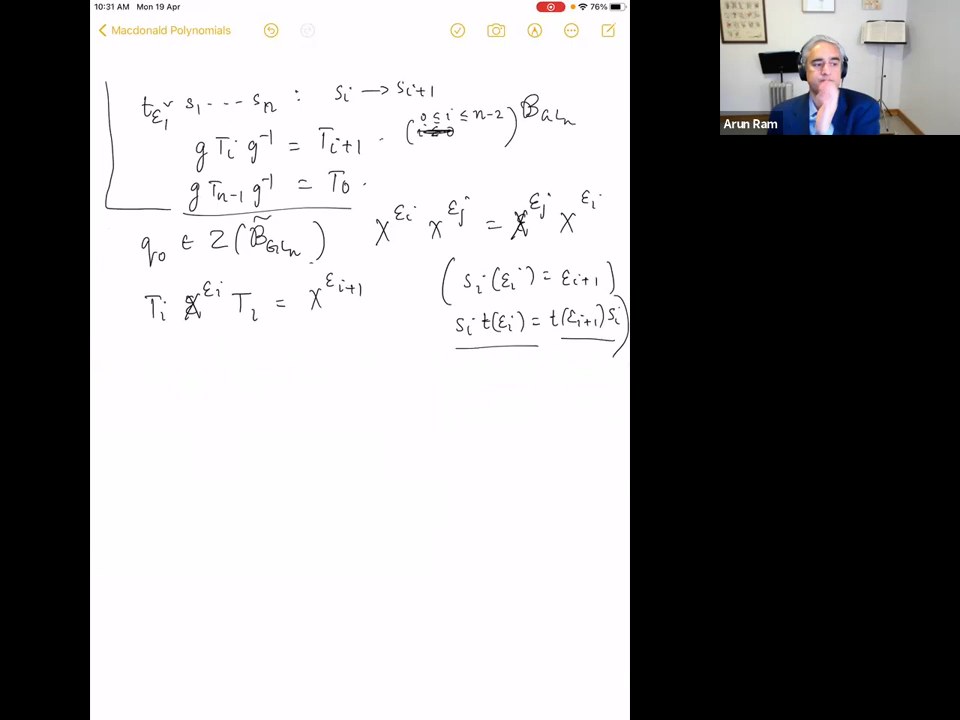 10:31 AM Mon 19 Apr
76%
Macdonald Polynomials
t_{ε_1^∨} s_1 ---- s_n : s_i → s_{i+1}
g T_i g^{-1} = T_{i+1} . (0 ≤ i ≤ n-2) B_{GL_n}
g T_{n-1} g^{-1} = T_0 .
q_0 ∈ Z(\tilde{B}_{GL_n}) X^{ε_i} X^{ε_j} = X^{ε_j} X^{ε_i}
T_i X^{ε_i} T_i = X^{ε_{i+1}} (s_i(ε_i) = ε_{i+1})
s_i t(ε_i) = t(ε_{i+1}) s_i)
Arun Ram